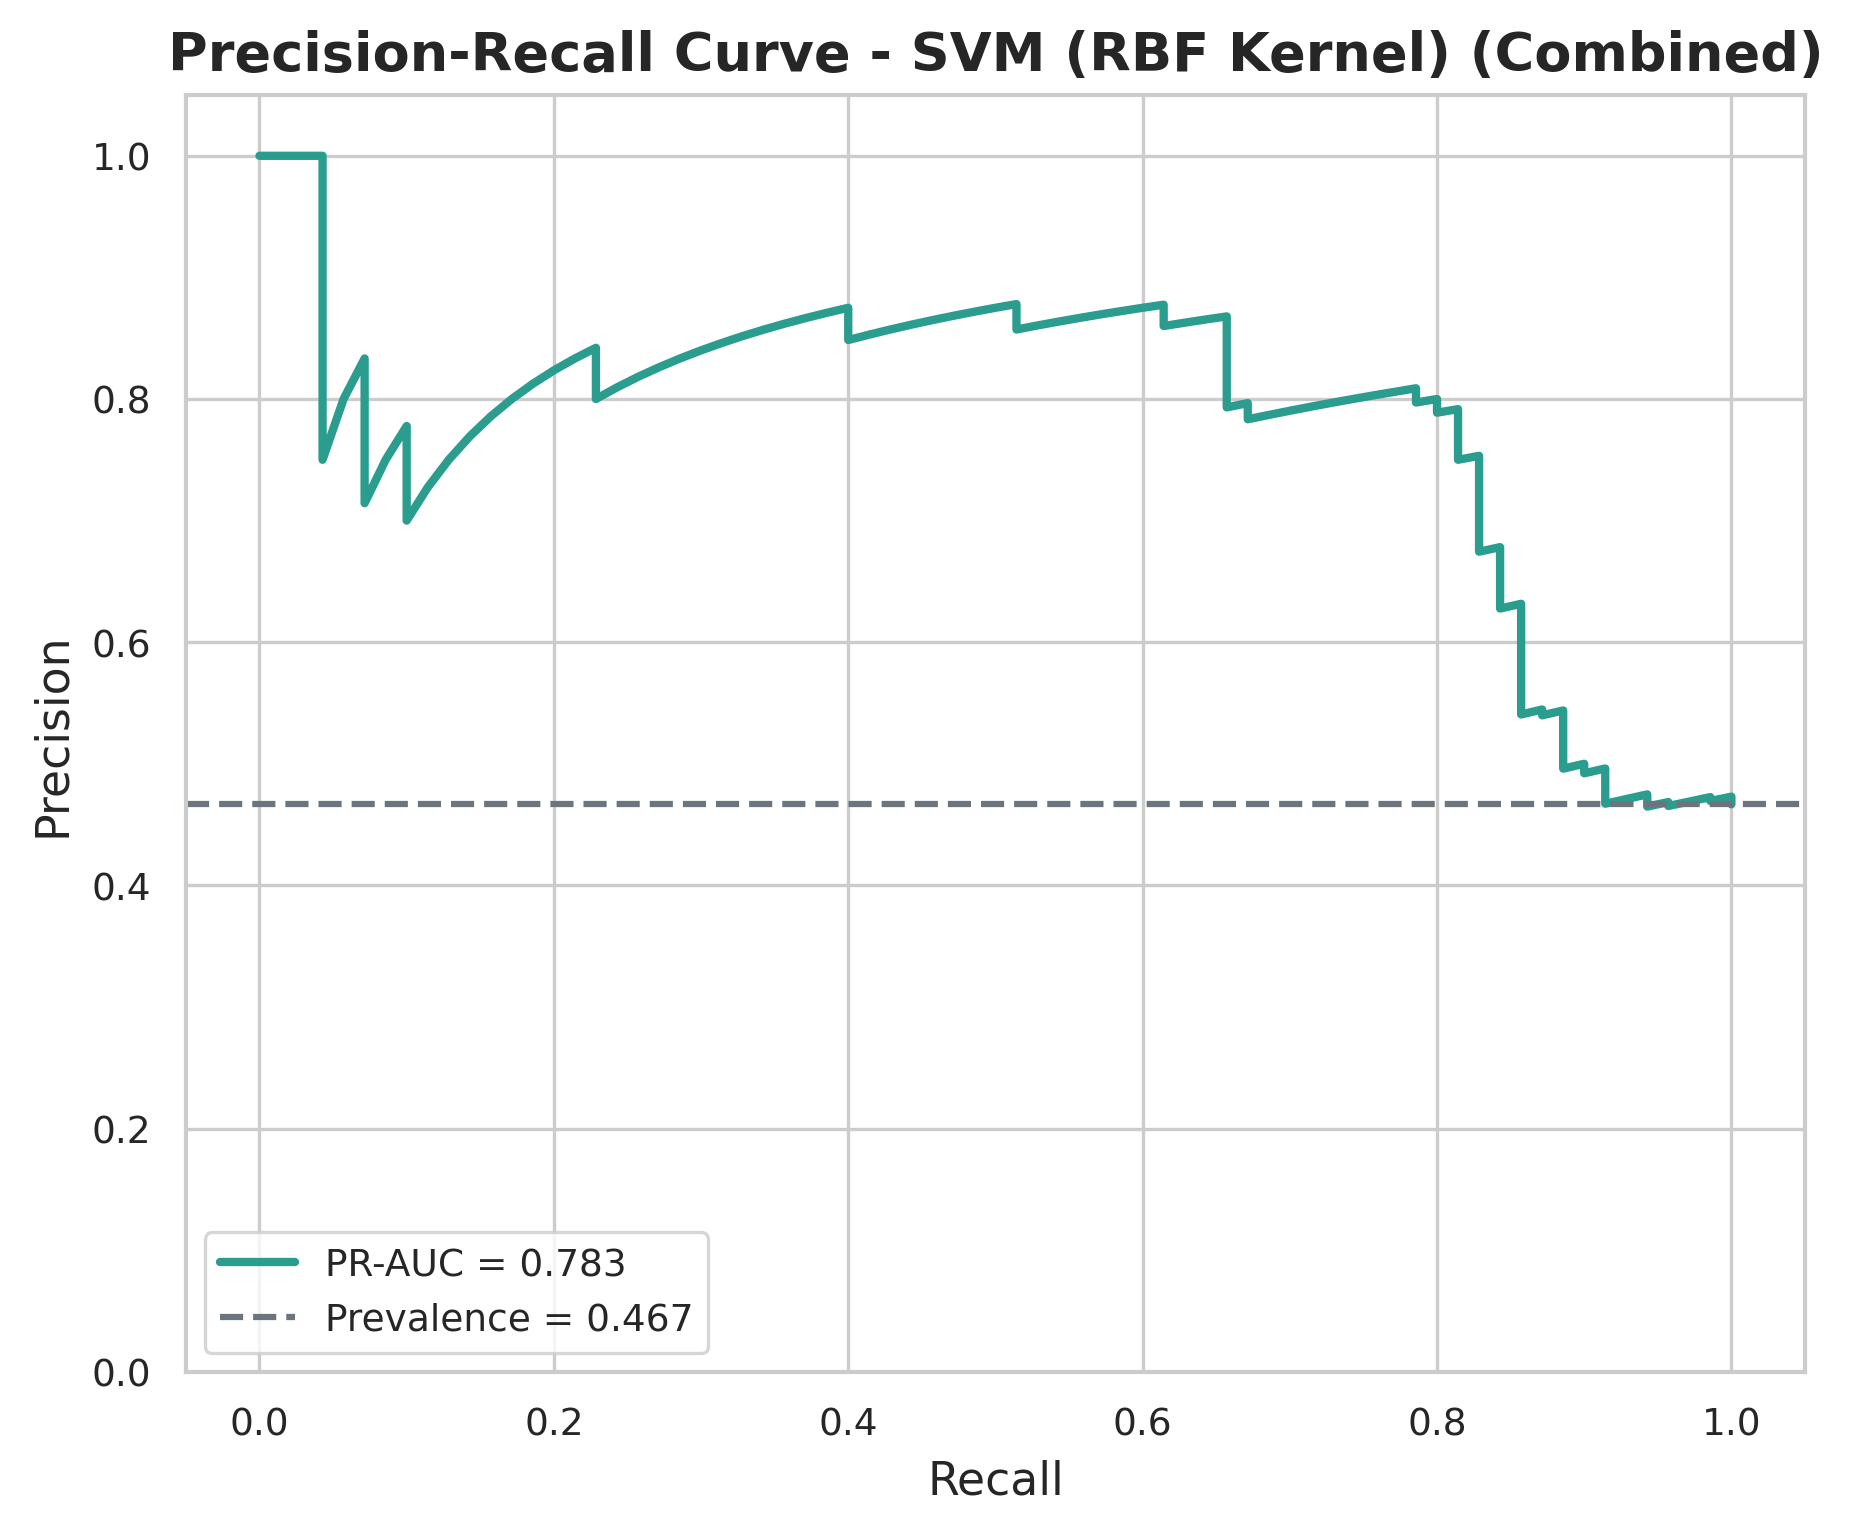 Precision-Recall Curve - SVM (RBF Kernel) (Combined)
1.0
0.8
0.6
0.4
0.2
0.0
Precision
PR-AUC = 0.783
Prevalence = 0.467
0.0 0.2 0.4 0.6 0.8 1.0
Recall